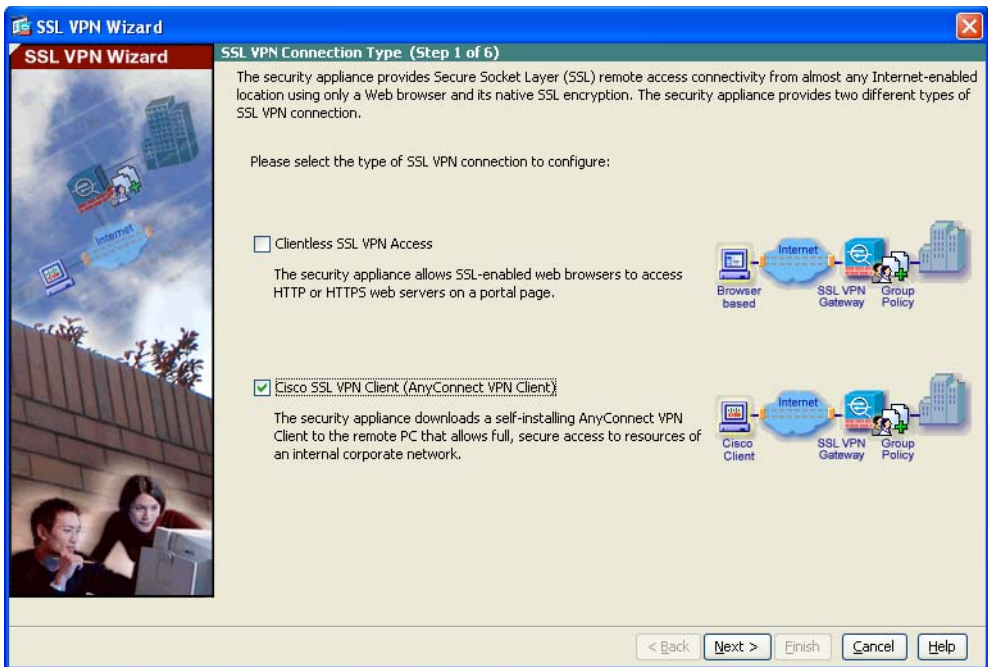 SSL VPN Wizard
SSL VPN Wizard
SSL VPN Connection Type (Step 1 of 6)
The security appliance provides Secure Socket Layer (SSL) remote access connectivity from almost any Internet-enabled
location using only a Web browser and its native SSL encryption. The security appliance provides two different types of
SSL VPN connection.
Please select the type of SSL VPN connection to configure:
Internet
Clientless SSL VPN Access
The security appliance allows SSL-enabled web browsers to access
HTTP or HTTPS web servers on a portal page.
Internet
Browser based
SSL VPN Gateway
Group Policy
Cisco SSL VPN Client (AnyConnect VPN Client)
The security appliance downloads a self-installing AnyConnect VPN
Client to the remote PC that allows full, secure access to resources of
an internal corporate network.
Internet
Cisco Client
SSL VPN Gateway
Group Policy
< Back
Next >
Finish
Cancel
Help